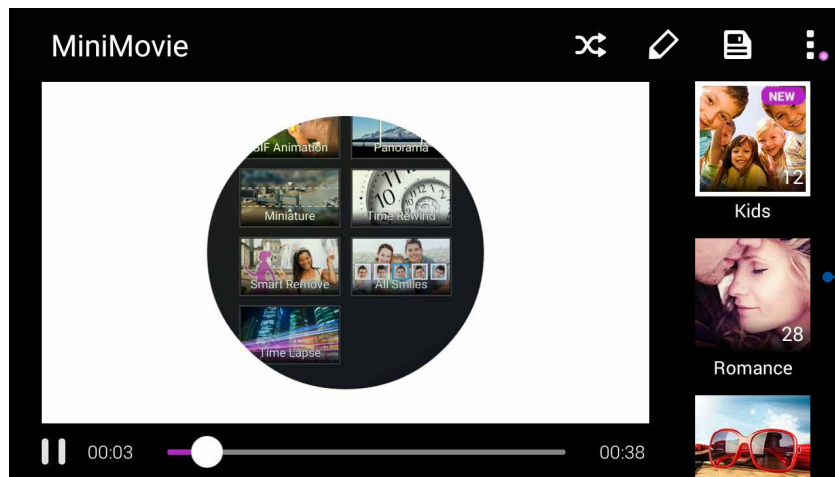 MiniMovie
GIF Animation
Panorama
Miniature
Time Rewind
Smart Remove
All Smiles
Time Lapse
00:03
00:38
NEW
12
Kids
28
Romance